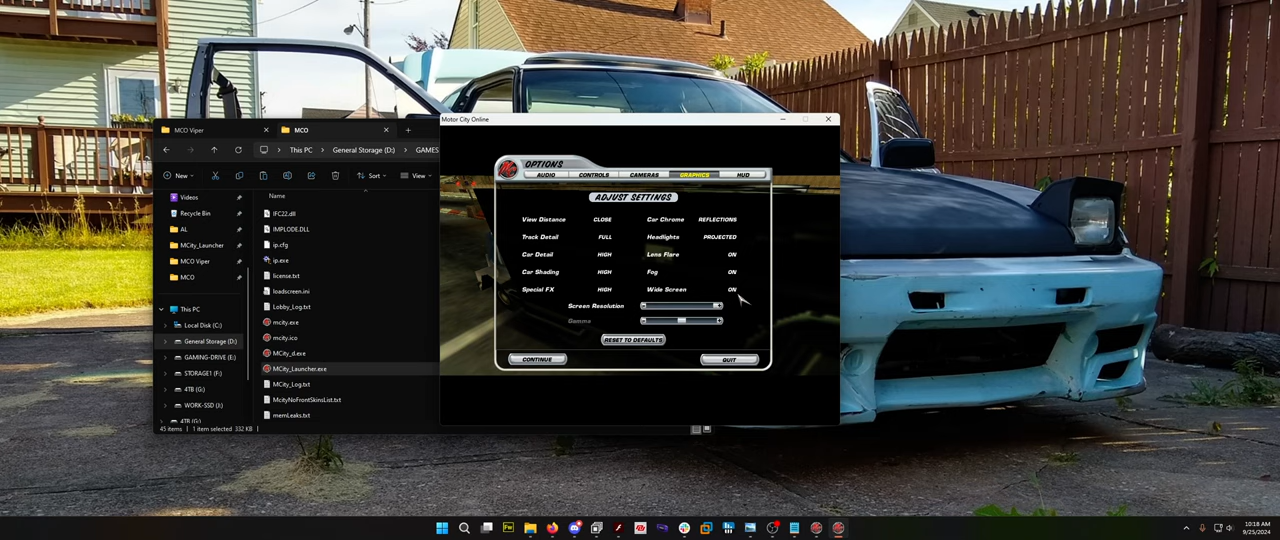 MCO Viper
MCO
This PC
General Storage (D:)
GAMES
New
Sort
View
Name
Videos
Recycle Bin
AL
MCity_Launcher
MCO Viper
MCO
This PC
Local Disk (C:)
General Storage (D:)
GAMING-DRIVE (E:)
STORAGE1 (F:)
4TB (G:)
WORK-SSD (J:)
4TB (G:)
IFC22.dll
IMPLODE.DLL
ip.cfg
ip.exe
license.txt
loadscreen.ini
Lobby_Log.txt
mcity.exe
mcity.ico
MCity_d.exe
MCity_Launcher.exe
MCity_Log.txt
McityNoFrontSkinsList.txt
memLeaks.txt
45 items
1 item selected 332 KB
Motor City Online
OPTIONS
AUDIO CONTROLS CAMERAS GRAPHICS HUD
ADJUST SETTINGS
View Distance CLOSE Car Chrome REFLECTIONS
Track Detail FULL Headlights PROJECTED
Car Detail HIGH Lens Flare ON
Car Shading HIGH Fog ON
Special FX HIGH Wide Screen ON
Screen Resolution
Gamma
RESET TO DEFAULTS
CONTINUE QUIT
Fw
10:18 AM
9/25/2024